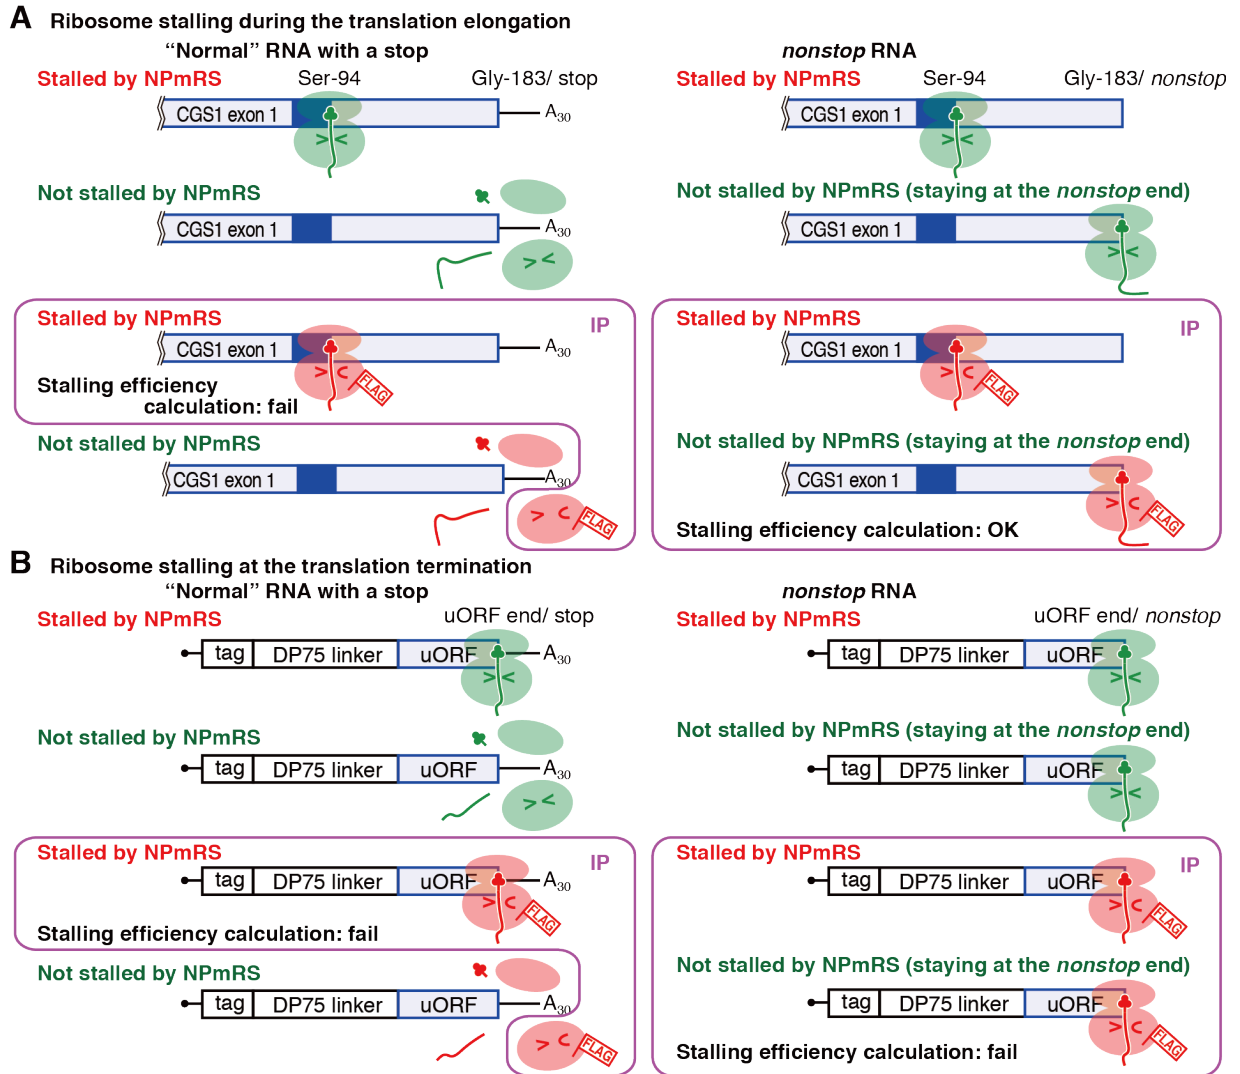 A Ribosome stalling during the translation elongation
“Normal” RNA with a stop
Stalled by NPmRS
Ser-94
Gly-183/ stop
CGS1 exon 1
A30
Not stalled by NPmRS
CGS1 exon 1
A30
Stalled by NPmRS
IP
CGS1 exon 1
A30
FLAG
Stalling efficiency
calculation: fail
Not stalled by NPmRS
CGS1 exon 1
A30
FLAG
nonstop RNA
Stalled by NPmRS
Ser-94
Gly-183/ nonstop
CGS1 exon 1
Not stalled by NPmRS (staying at the nonstop end)
CGS1 exon 1
Stalled by NPmRS
IP
CGS1 exon 1
FLAG
Not stalled by NPmRS (staying at the nonstop end)
CGS1 exon 1
FLAG
Stalling efficiency calculation: OK
B Ribosome stalling at the translation termination
“Normal” RNA with a stop
Stalled by NPmRS
uORF end/ stop
tag DP75 linker uORF
A30
Not stalled by NPmRS
tag DP75 linker uORF
A30
Stalled by NPmRS
IP
tag DP75 linker uORF
A30
FLAG
Stalling efficiency calculation: fail
Not stalled by NPmRS
tag DP75 linker uORF
A30
FLAG
nonstop RNA
Stalled by NPmRS
uORF end/ nonstop
tag DP75 linker uORF
Not stalled by NPmRS (staying at the nonstop end)
tag DP75 linker uORF
Stalled by NPmRS
IP
tag DP75 linker uORF
FLAG
Not stalled by NPmRS (staying at the nonstop end)
tag DP75 linker uORF
FLAG
Stalling efficiency calculation: fail